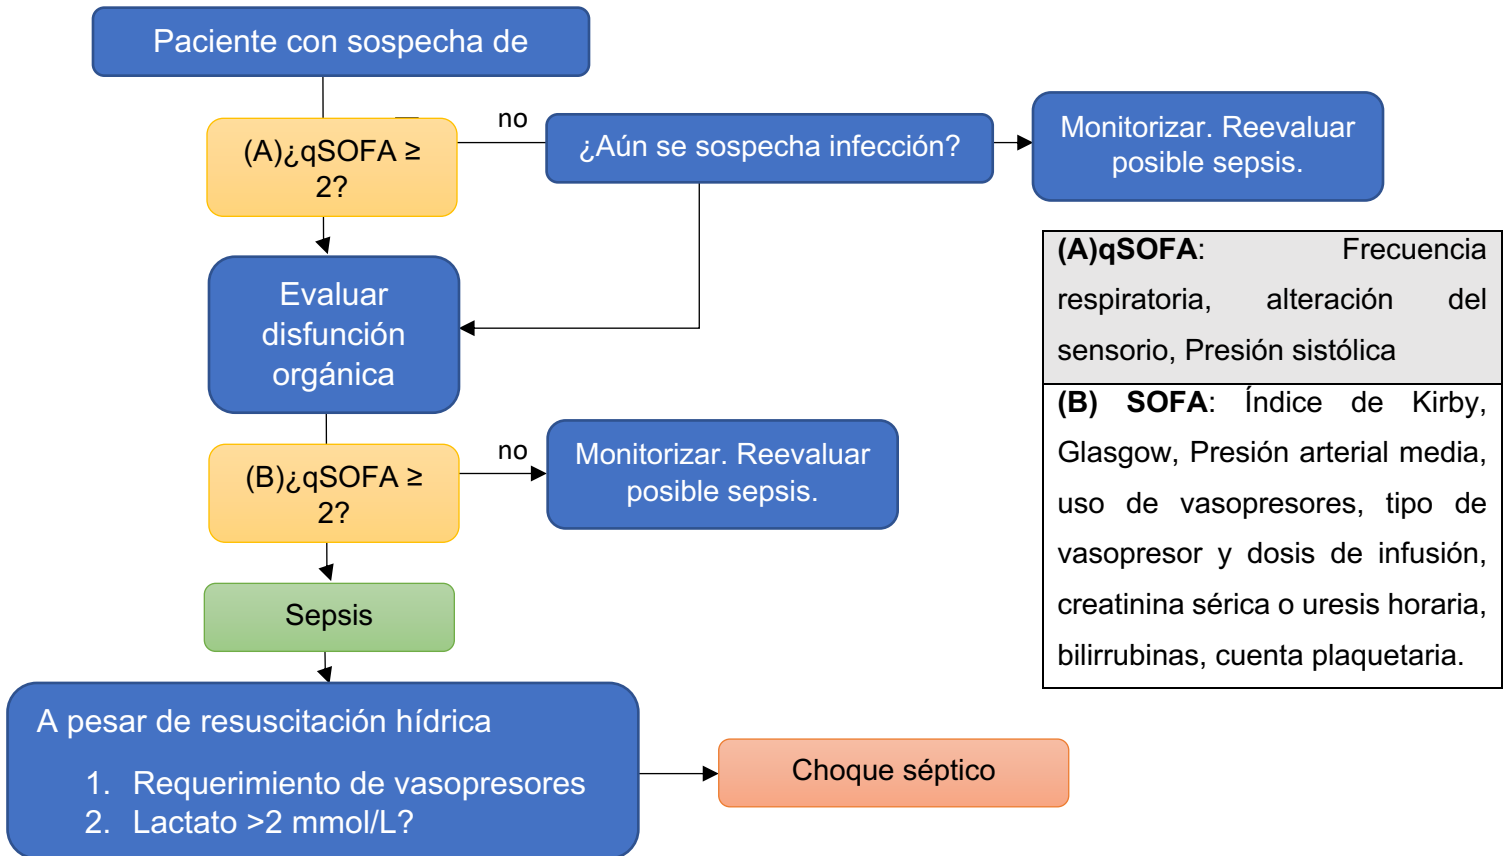 Paciente con sospecha de
(A)¿qSOFA ≥
2?
no
¿Aún se sospecha infección?
Monitorizar. Reevaluar
posible sepsis.
Evaluar
disfunción
orgánica
(B)¿qSOFA ≥
2?
no
Monitorizar. Reevaluar
posible sepsis.
Sepsis
A pesar de resuscitación hídrica
1. Requerimiento de vasopresores
2. Lactato >2 mmol/L?
Choque séptico
(A)qSOFA: Frecuencia
respiratoria, alteración del
sensorio, Presión sistólica
(B) SOFA: Índice de Kirby,
Glasgow, Presión arterial media,
uso de vasopresores, tipo de
vasopresor y dosis de infusión,
creatinina sérica o uresis horaria,
bilirrubinas, cuenta plaquetaria.